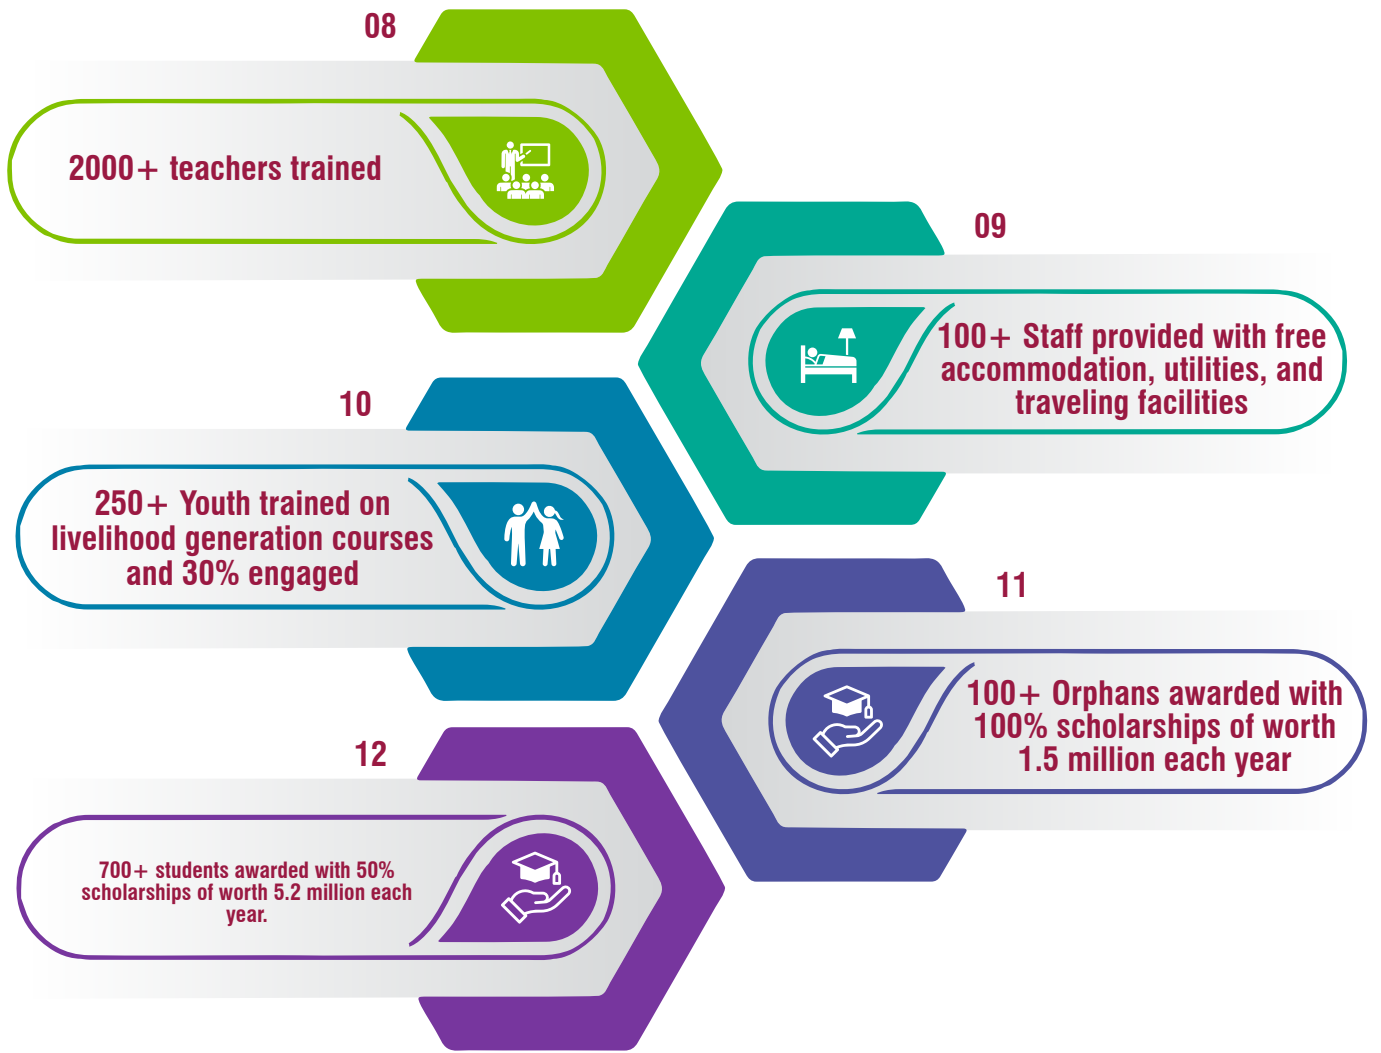 08
2000+ teachers trained
09
100+ Staff provided with free
accommodation, utilities, and
traveling facilities
10
250+ Youth trained on
livelihood generation courses
and 30% engaged
11
100+ Orphans awarded with
100% scholarships of worth
1.5 million each year
12
700+ students awarded with 50%
scholarships of worth 5.2 million each
year.